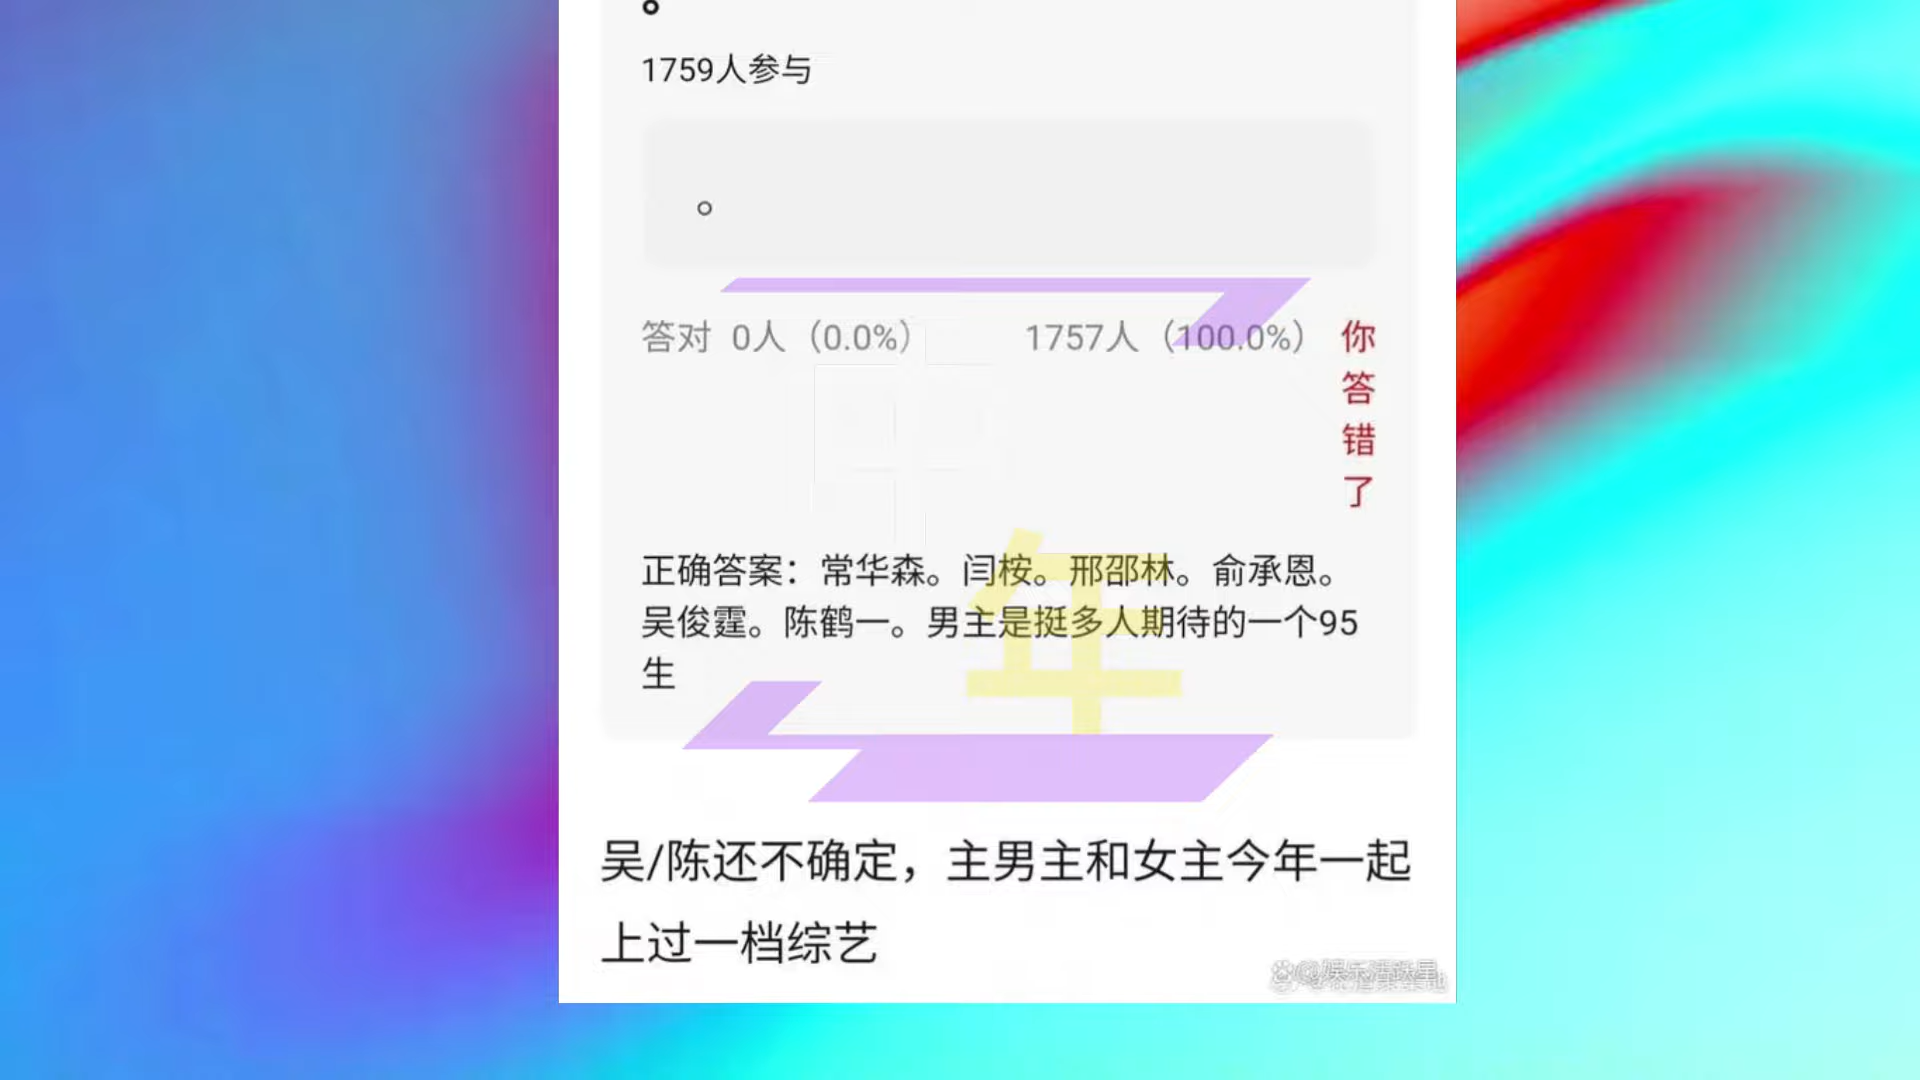 。
1759人参与
。
答对 0人（0.0%） 1757人（100.0%） 你答错了
正确答案：常华森。闫桉。邢邵林。俞承恩。
吴俊霆。陈鹤一。男主是挺多人期待的一个95
生
年
吴/陈还不确定，主男主和女主今年一起
上过一档综艺